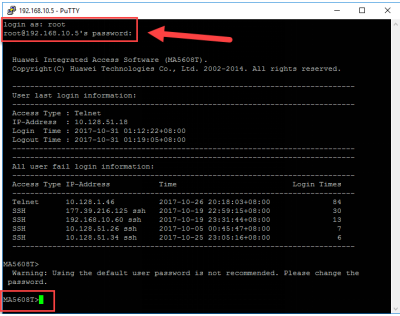 192.168.10.5 - PuTTY
login as: root
root@192.168.10.5's password:
Huawei Integrated Access Software (MA5608T).
Copyright(C) Huawei Technologies Co., Ltd. 2002-2014. All rights reserved.
-----------------------------------------------------------------------------
User last login information:
-----------------------------------------------------------------------------
Access Type : Telnet
IP-Address  : 10.128.51.18
Login  Time : 2017-10-31 01:12:22+08:00
Logout Time : 2017-10-31 01:19:05+08:00
-----------------------------------------------------------------------------
All user fail login information:
-----------------------------------------------------------------------------
Access Type IP-Address          Time                          Login Times
-----------------------------------------------------------------------------
Telnet      10.128.1.46         2017-10-26 20:18:03+08:00              84
SSH         177.39.216.125 ssh  2017-10-19 22:59:15+08:00              30
SSH         192.168.10.60 ssh   2017-10-19 23:31:44+08:00              13
SSH         10.128.51.26 ssh    2017-10-05 00:45:47+08:00               7
SSH         10.128.51.34 ssh    2017-10-25 23:05:16+08:00               6
-----------------------------------------------------------------------------
MA5608T>
Warning: Using the default user password is not recommended. Please change the
password.
MA5608T>